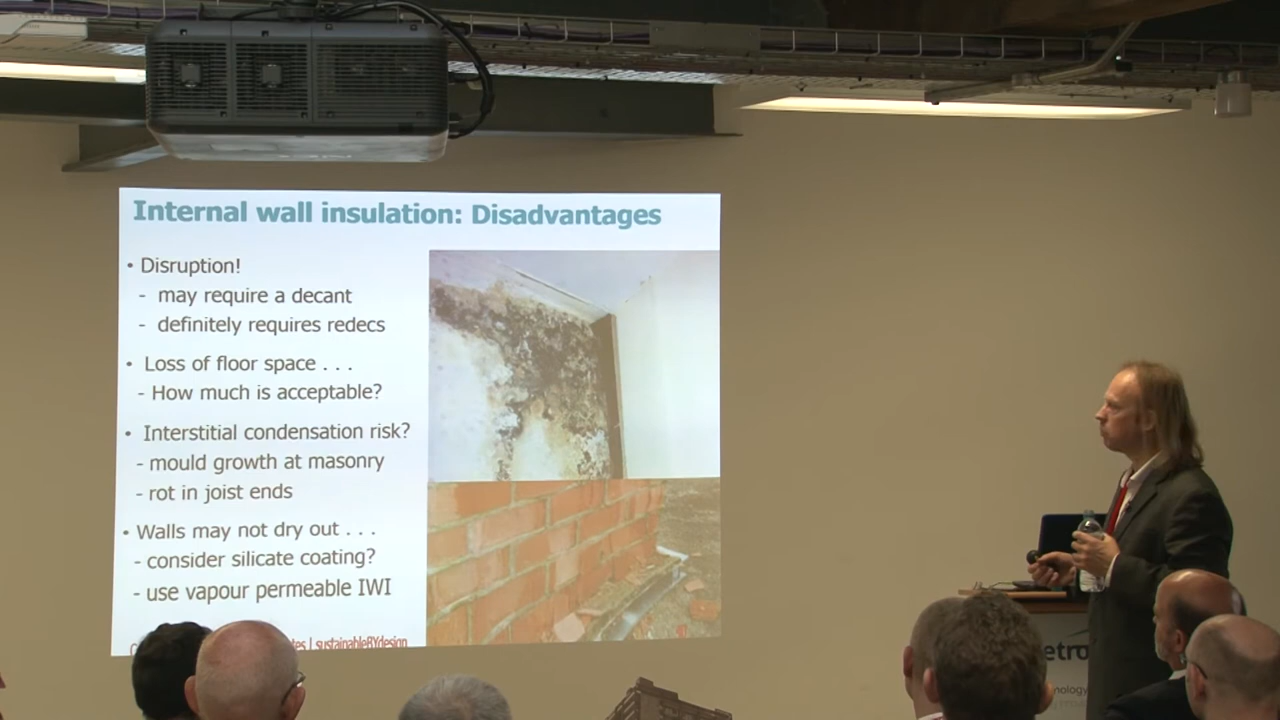 Internal wall insulation: Disadvantages
• Disruption!
- may require a decant
- definitely requires redecs
• Loss of floor space . . .
- How much is acceptable?
• Interstitial condensation risk?
- mould growth at masonry
- rot in joist ends
• Walls may not dry out . . .
- consider silicate coating?
- use vapour permeable IWI
| sustainableBYdesign
etro
nology